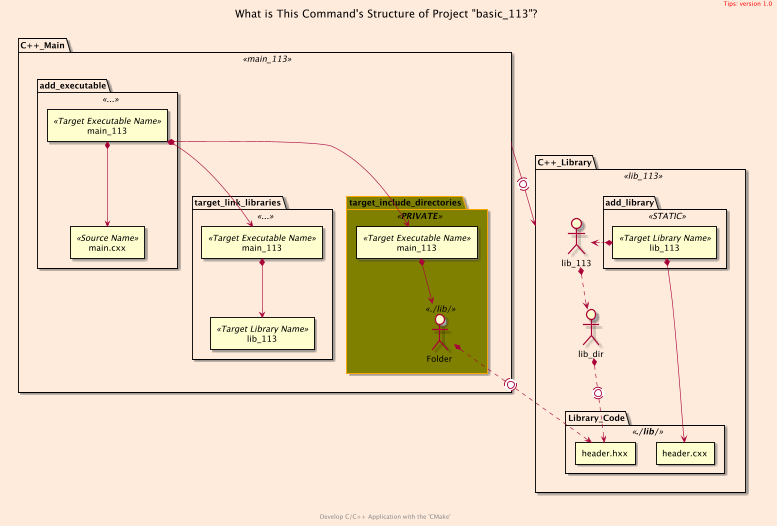 Tips: version 1.0
What is This Command's Structure of Project "basic_113"?
C++_Main
«main_113»
add_executable
«...»
«Target Executable Name»
main_113
«Source Name»
main.cxx
target_link_libraries
«...»
«Target Executable Name»
main_113
«Target Library Name»
lib_113
target_include_directories
«PRIVATE»
«Target Executable Name»
main_113
«./lib/»
Folder
C++_Library
«lib_113»
add_library
«STATIC»
«Target Library Name»
lib_113
lib_113
lib_dir
Library_Code
«./lib/»
header.hxx
header.cxx
Develop C/C++ Application with the "CMake"